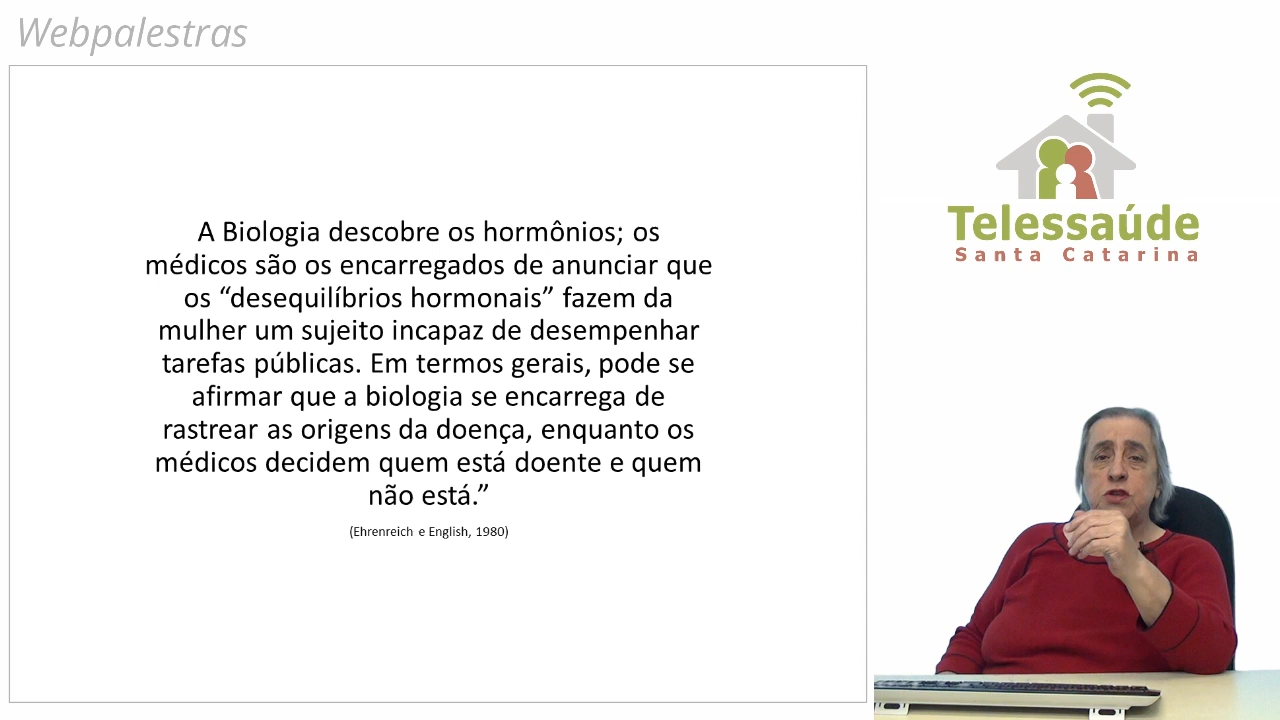 Webpalestras
A Biologia descobre os hormônios; os
médicos são os encarregados de anunciar que
os “desequilíbrios hormonais” fazem da
mulher um sujeito incapaz de desempenhar
tarefas públicas. Em termos gerais, pode se
afirmar que a biologia se encarrega de
rastrear as origens da doença, enquanto os
médicos decidem quem está doente e quem
não está.”
(Ehrenreich e English, 1980)
Telessaúde
Santa Catarina